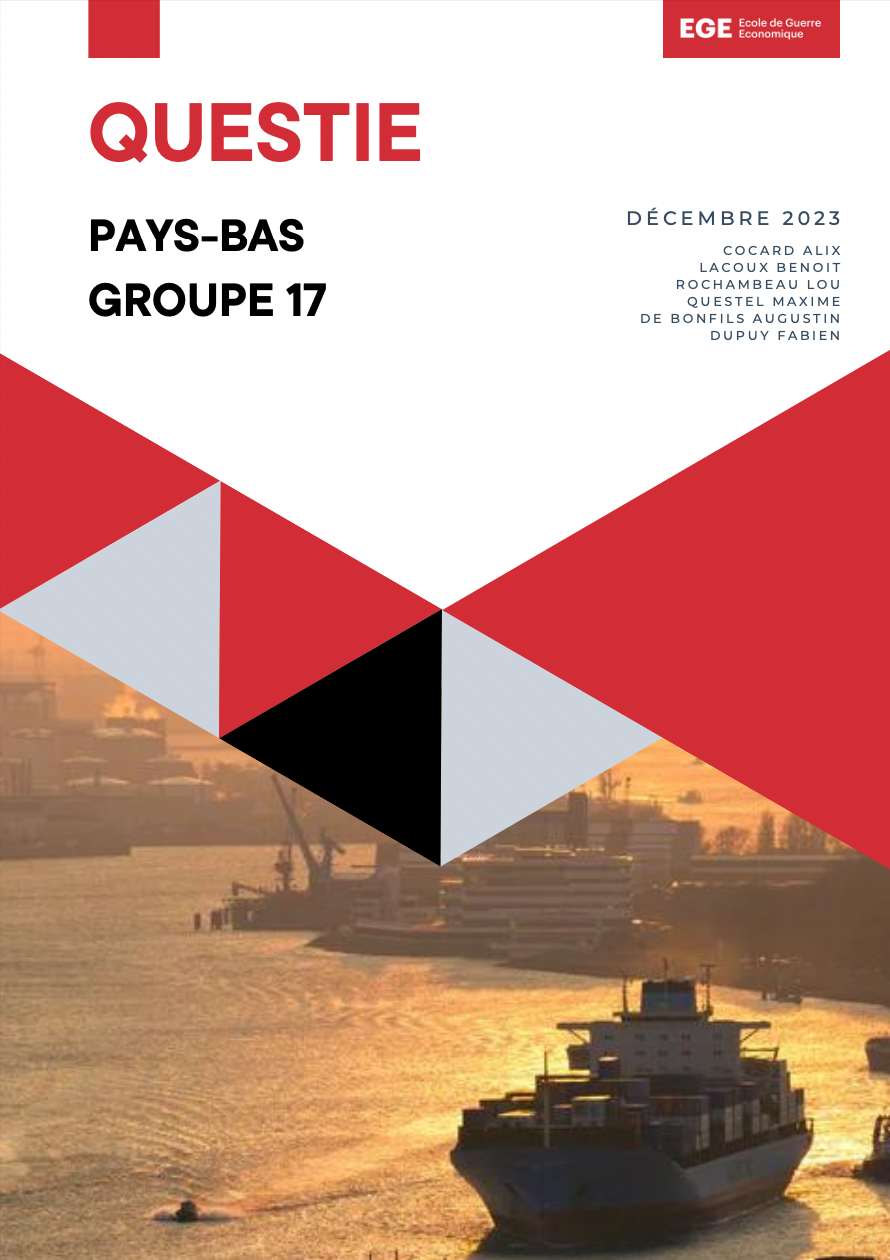 EGE
Ecole de Guerre
Economique
QUESTIE
PAYS-BAS
GROUPE 17
DÉCEMBRE 2023
COCARD ALIX
LACOUX BENOIT
ROCHAMBEAU LOU
QUESTEL MAXIME
DE BONFILS AUGUSTIN
DUPUY FABIEN